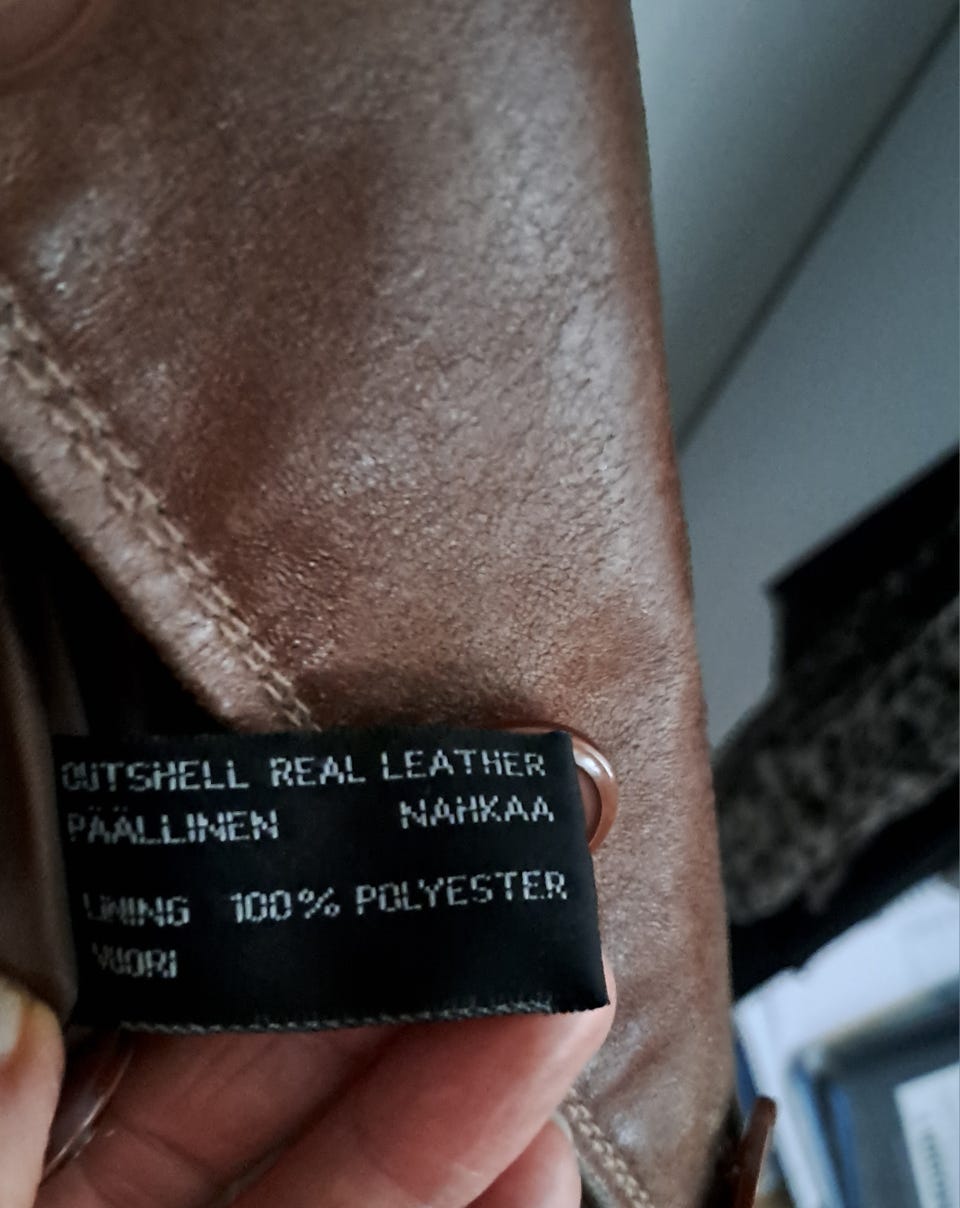 OUTSHELL REAL LEATHER
PÄÄLLINEN NAHKAA
LINING 100% POLYESTER
VUORI